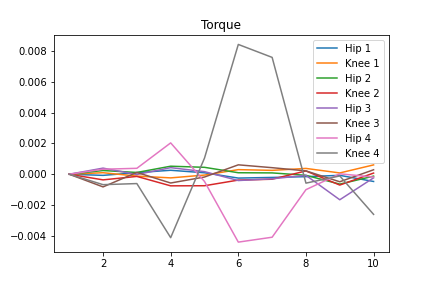 Torque
Hip 1
Knee 1
Hip 2
Knee 2
Hip 3
Knee 3
Hip 4
Knee 4
0.008
0.006
0.004
0.002
0.000
−0.002
−0.004
2 4 6 8 10